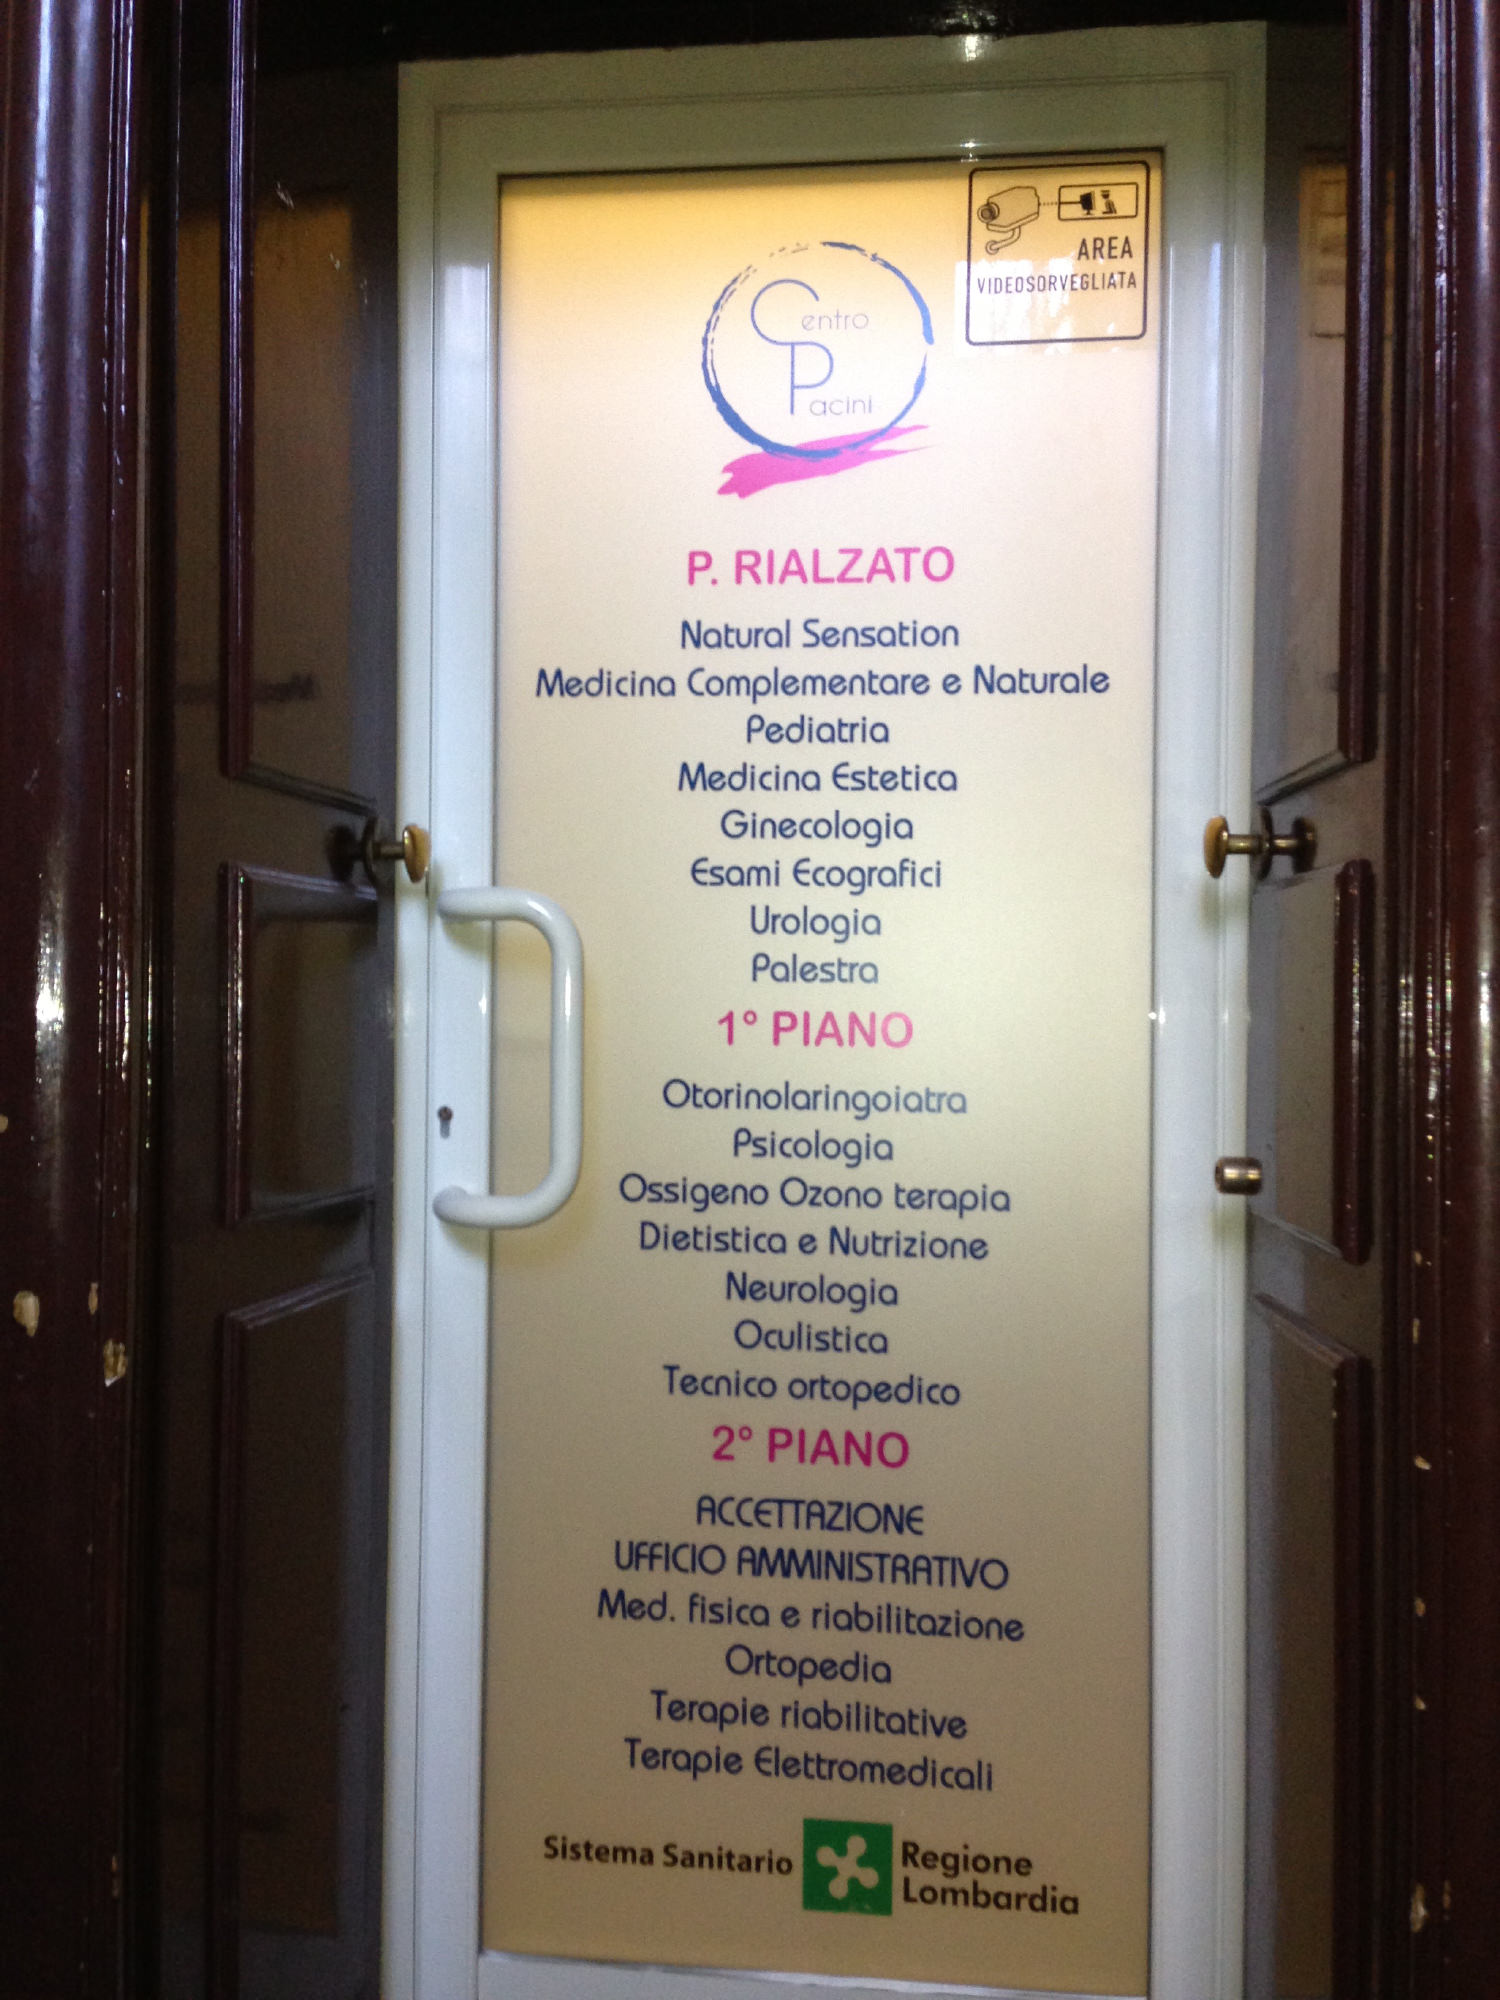 AREA
VIDEOSORVEGLIATA
Centro
Pacini
P. RIALZATO
Natural Sensation
Medicina Complementare e Naturale
Pediatria
Medicina Estetica
Ginecologia
Esami Ecografici
Urologia
Palestra
1° PIANO
Otorinolaringoiatra
Psicologia
Ossigeno Ozono terapia
Dietistica e Nutrizione
Neurologia
Oculistica
Tecnico ortopedico
2° PIANO
ACCETTAZIONE
UFFICIO AMMINISTRATIVO
Med. fisica e riabilitazione
Ortopedia
Terapie riabilitative
Terapie Elettromedicali
Sistema Sanitario Regione
Lombardia